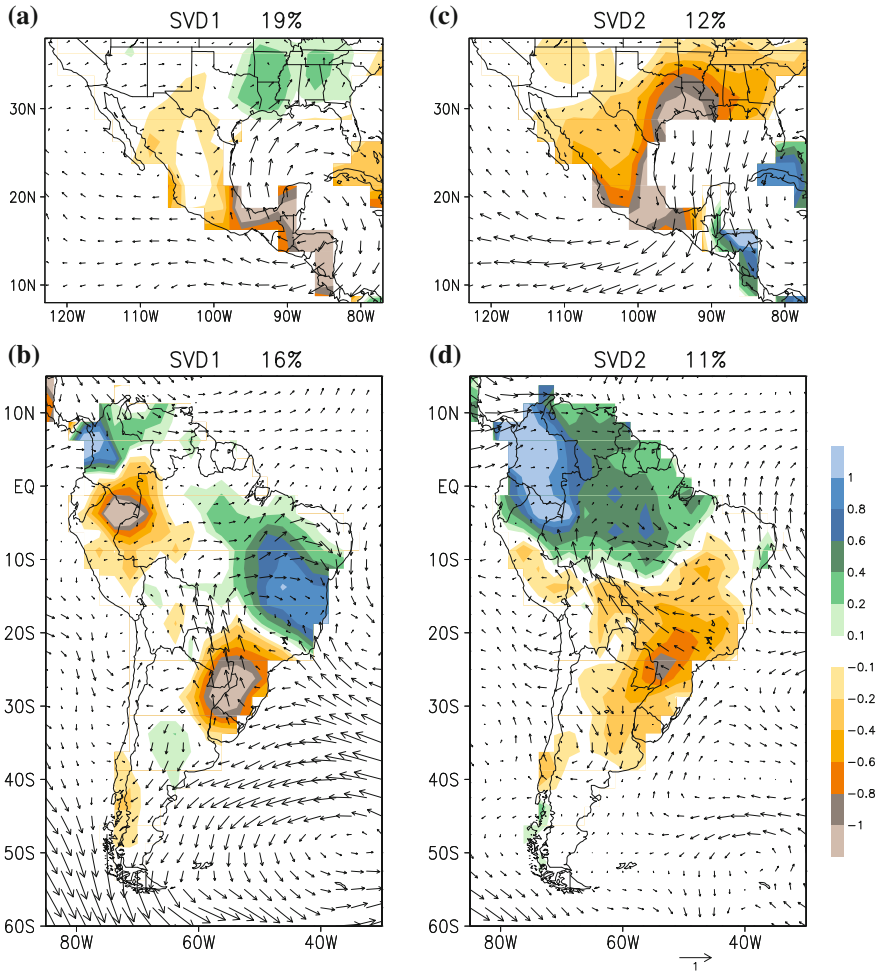 (a) SVD1 19%
30N
20N
10N
120W 110W 100W 90W 80W
(c) SVD2 12%
30N
20N
10N
120W 110W 100W 90W 80W
(b) SVD1 16%
10N
EQ
10S
20S
30S
40S
50S
60S
80W 60W 40W
(d) SVD2 11%
10N
EQ
10S
20S
30S
40S
50S
60S
80W 60W 40W
1
1
0.8
0.6
0.4
0.2
0.1
−0.1
−0.2
−0.4
−0.6
−0.8
−1